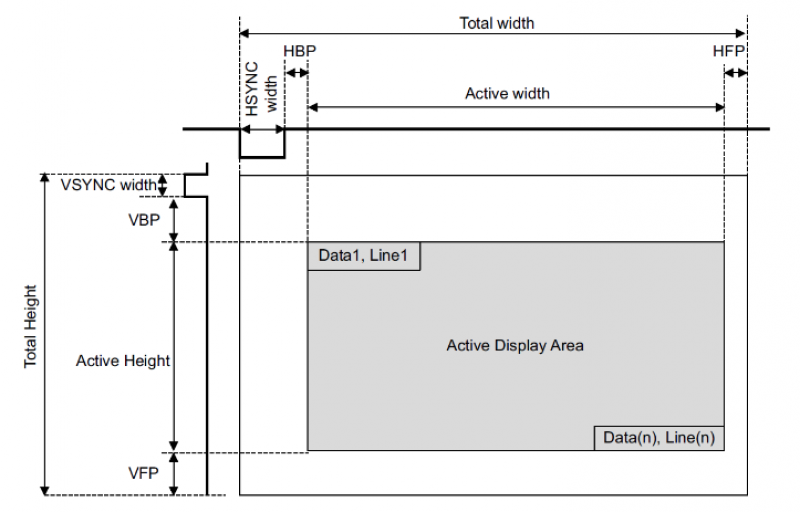 Total width
HBP
HFP
HSYNC
width
Active width
VSYNC width
VBP
Data1, Line1
Total Height
Active Height
Active Display Area
Data(n), Line(n)
VFP